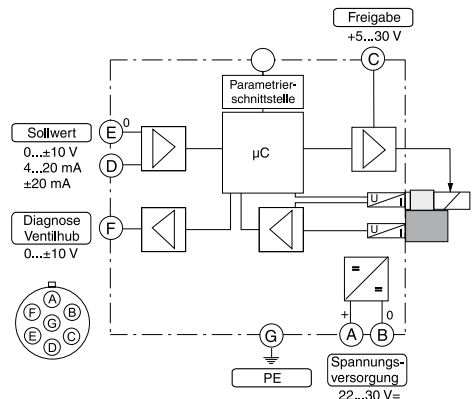 Freigabe
+5...30 V
C
Parametrier-
schnittstelle
Sollwert
0...±10 V
4...20 mA
±20 mA
E
0
D
µC
Diagnose
Ventilhub
0...±10 V
F
U
U
A
F
B
G
E
C
D
=
=
+
0
G
A
B
PE
Spannungs-
versorgung
22...30 V=